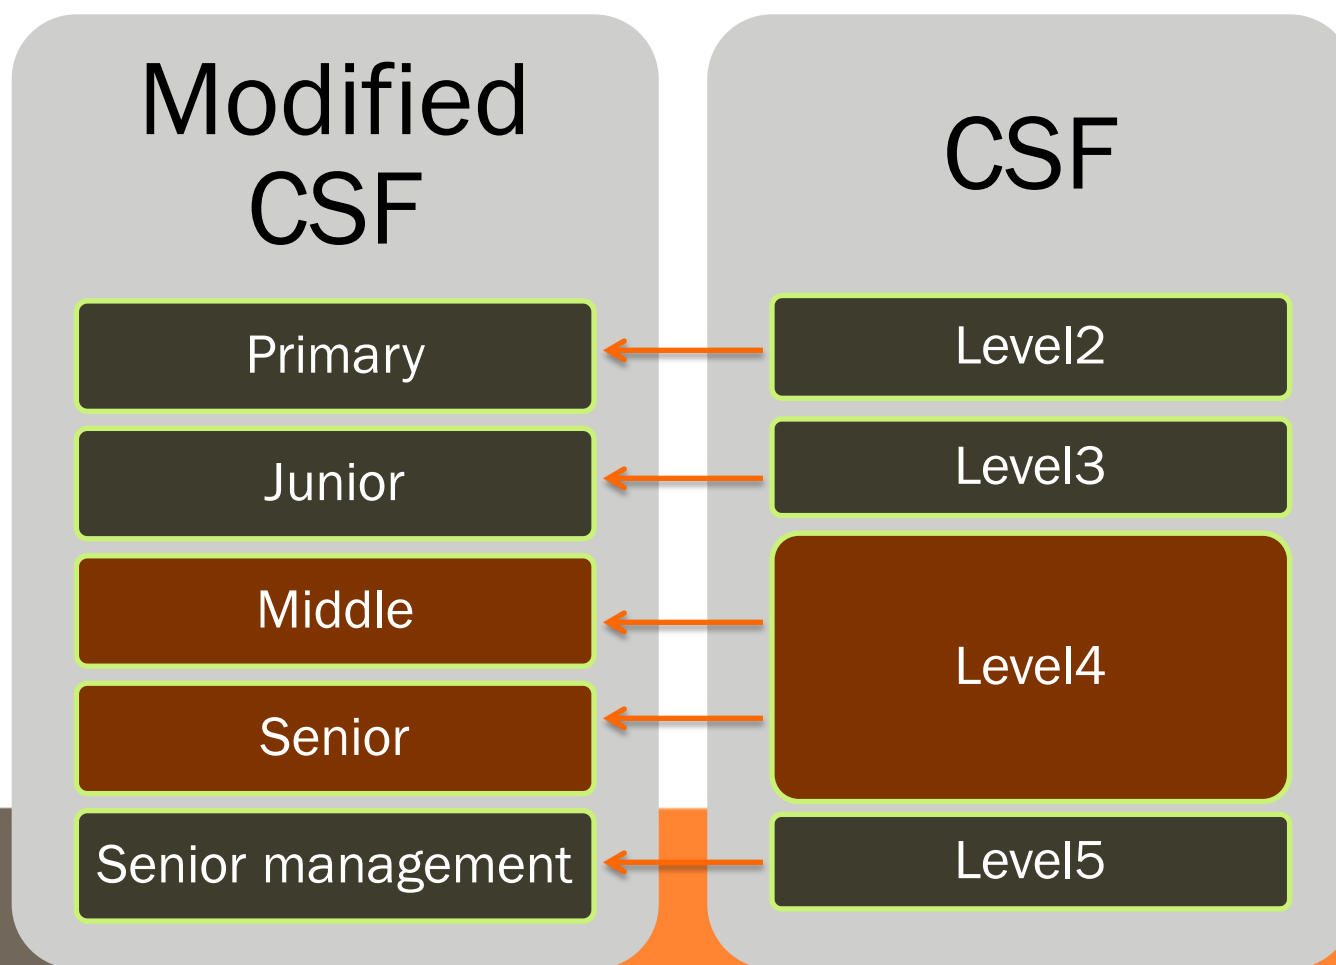 Modified
CSF
Primary
Junior
Middle
Senior
Senior management
CSF
Level2
Level3
Level4
Level5